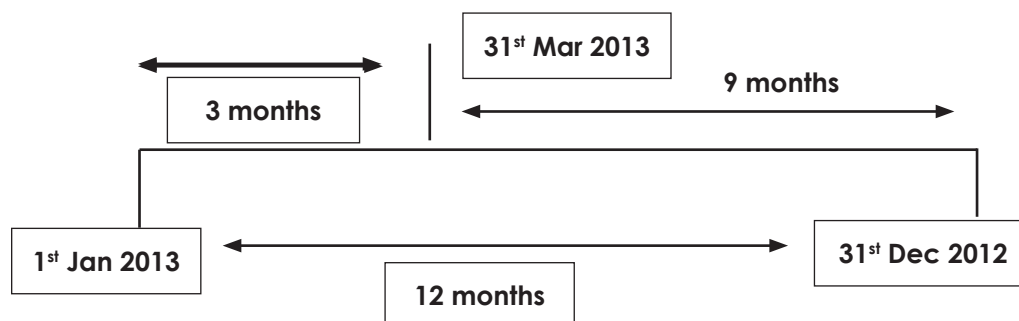 31st Mar 2013
9 months
3 months
1st Jan 2013
31st Dec 2012
12 months